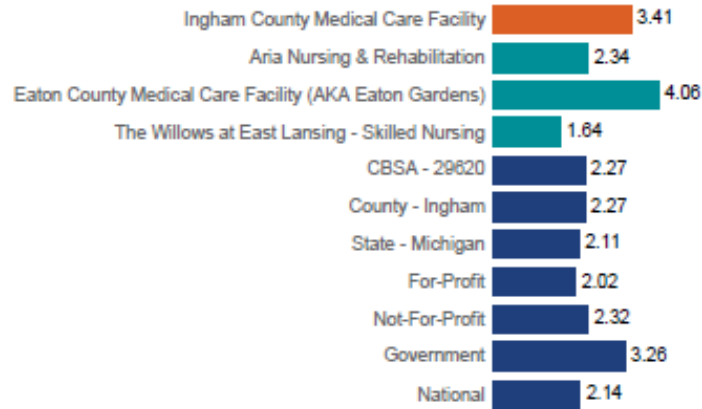 Ingham County Medical Care Facility 3.41
Aria Nursing & Rehabilitation 2.34
Eaton County Medical Care Facility (AKA Eaton Gardens) 4.06
The Willows at East Lansing - Skilled Nursing 1.64
CBSA - 29620 2.27
County - Ingham 2.27
State - Michigan 2.11
For-Profit 2.02
Not-For-Profit 2.32
Government 3.26
National 2.14